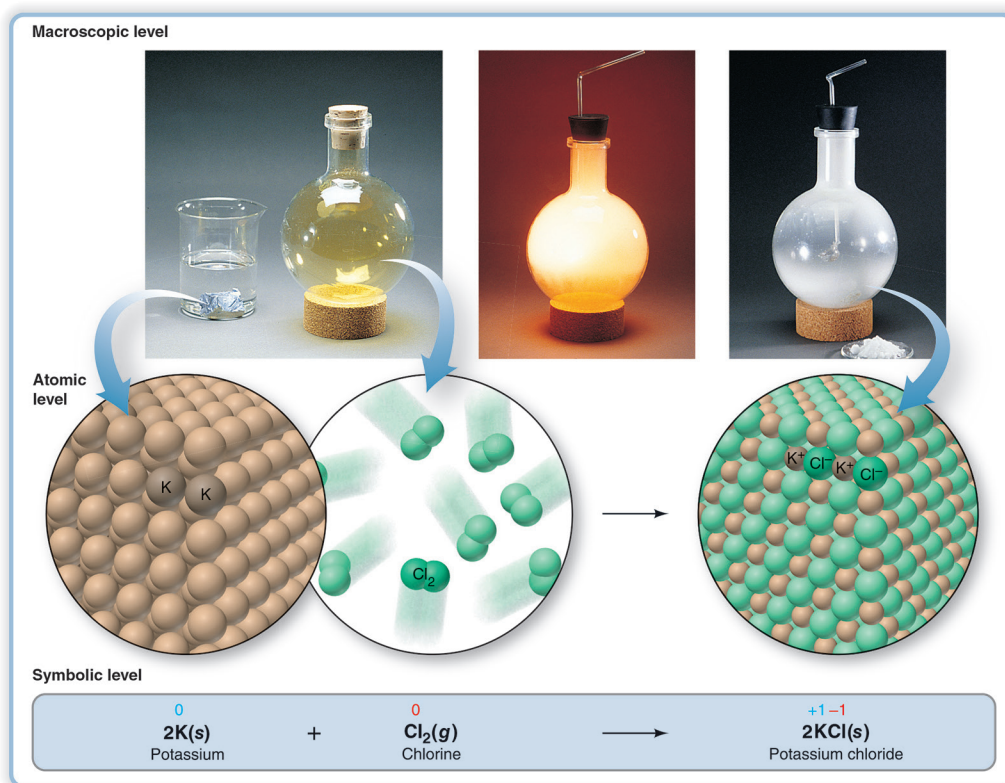 Macroscopic level
Atomic
level
K
K
Cl₂
K⁺
Cl⁻
K⁺
Cl⁻
Symbolic level
0
0
+1 –1
2K(s) + Cl₂(g) → 2KCl(s)
Potassium Chlorine Potassium chloride